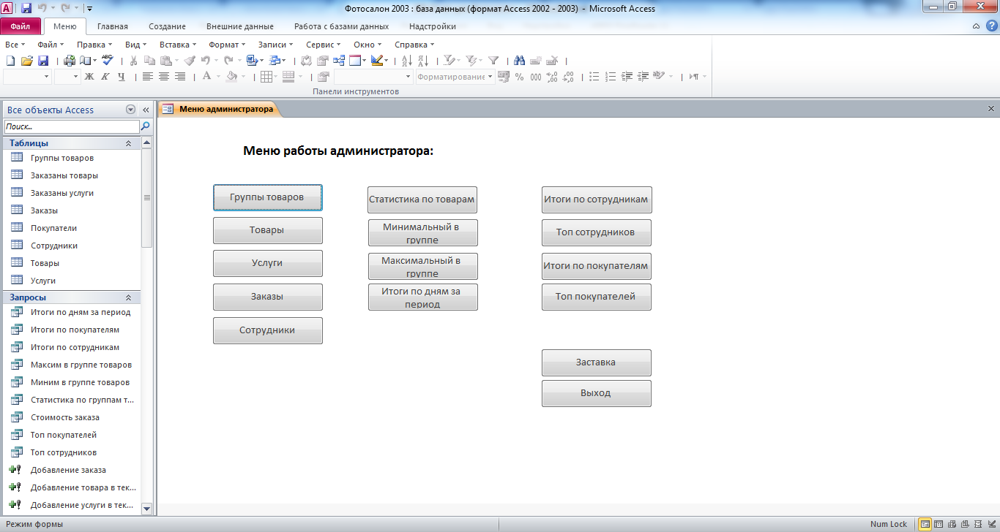 Фотосалон 2003 : база данных (формат Access 2002 - 2003) - Microsoft Access
Файл Меню Главная Создание Внешние данные Работа с базами данных Надстройки
Все Файл Правка Вид Вставка Формат Записи Сервис Окно Справка
Ж К Ч Форматирование % 000
Панели инструментов
Все объекты Access
Поиск...
Таблицы
Группы товаров
Заказаны товары
Заказаны услуги
Заказы
Покупатели
Сотрудники
Товары
Услуги
Запросы
Итоги по дням за период
Итоги по покупателям
Итоги по сотрудникам
Максим в группе товаров
Миним в группе товаров
Статистика по группам т...
Стоимость заказа
Топ покупателей
Топ сотрудников
Добавление заказа
Добавление товара в тек...
Добавление услуги в тек...
Меню администратора
Меню работы администратора:
Группы товаров
Товары
Услуги
Заказы
Сотрудники
Статистика по товарам
Минимальный в
группе
Максимальный в
группе
Итоги по дням за
период
Итоги по сотрудникам
Топ сотрудников
Итоги по покупателям
Топ покупателей
Заставка
Выход
Режим формы
Num Lock